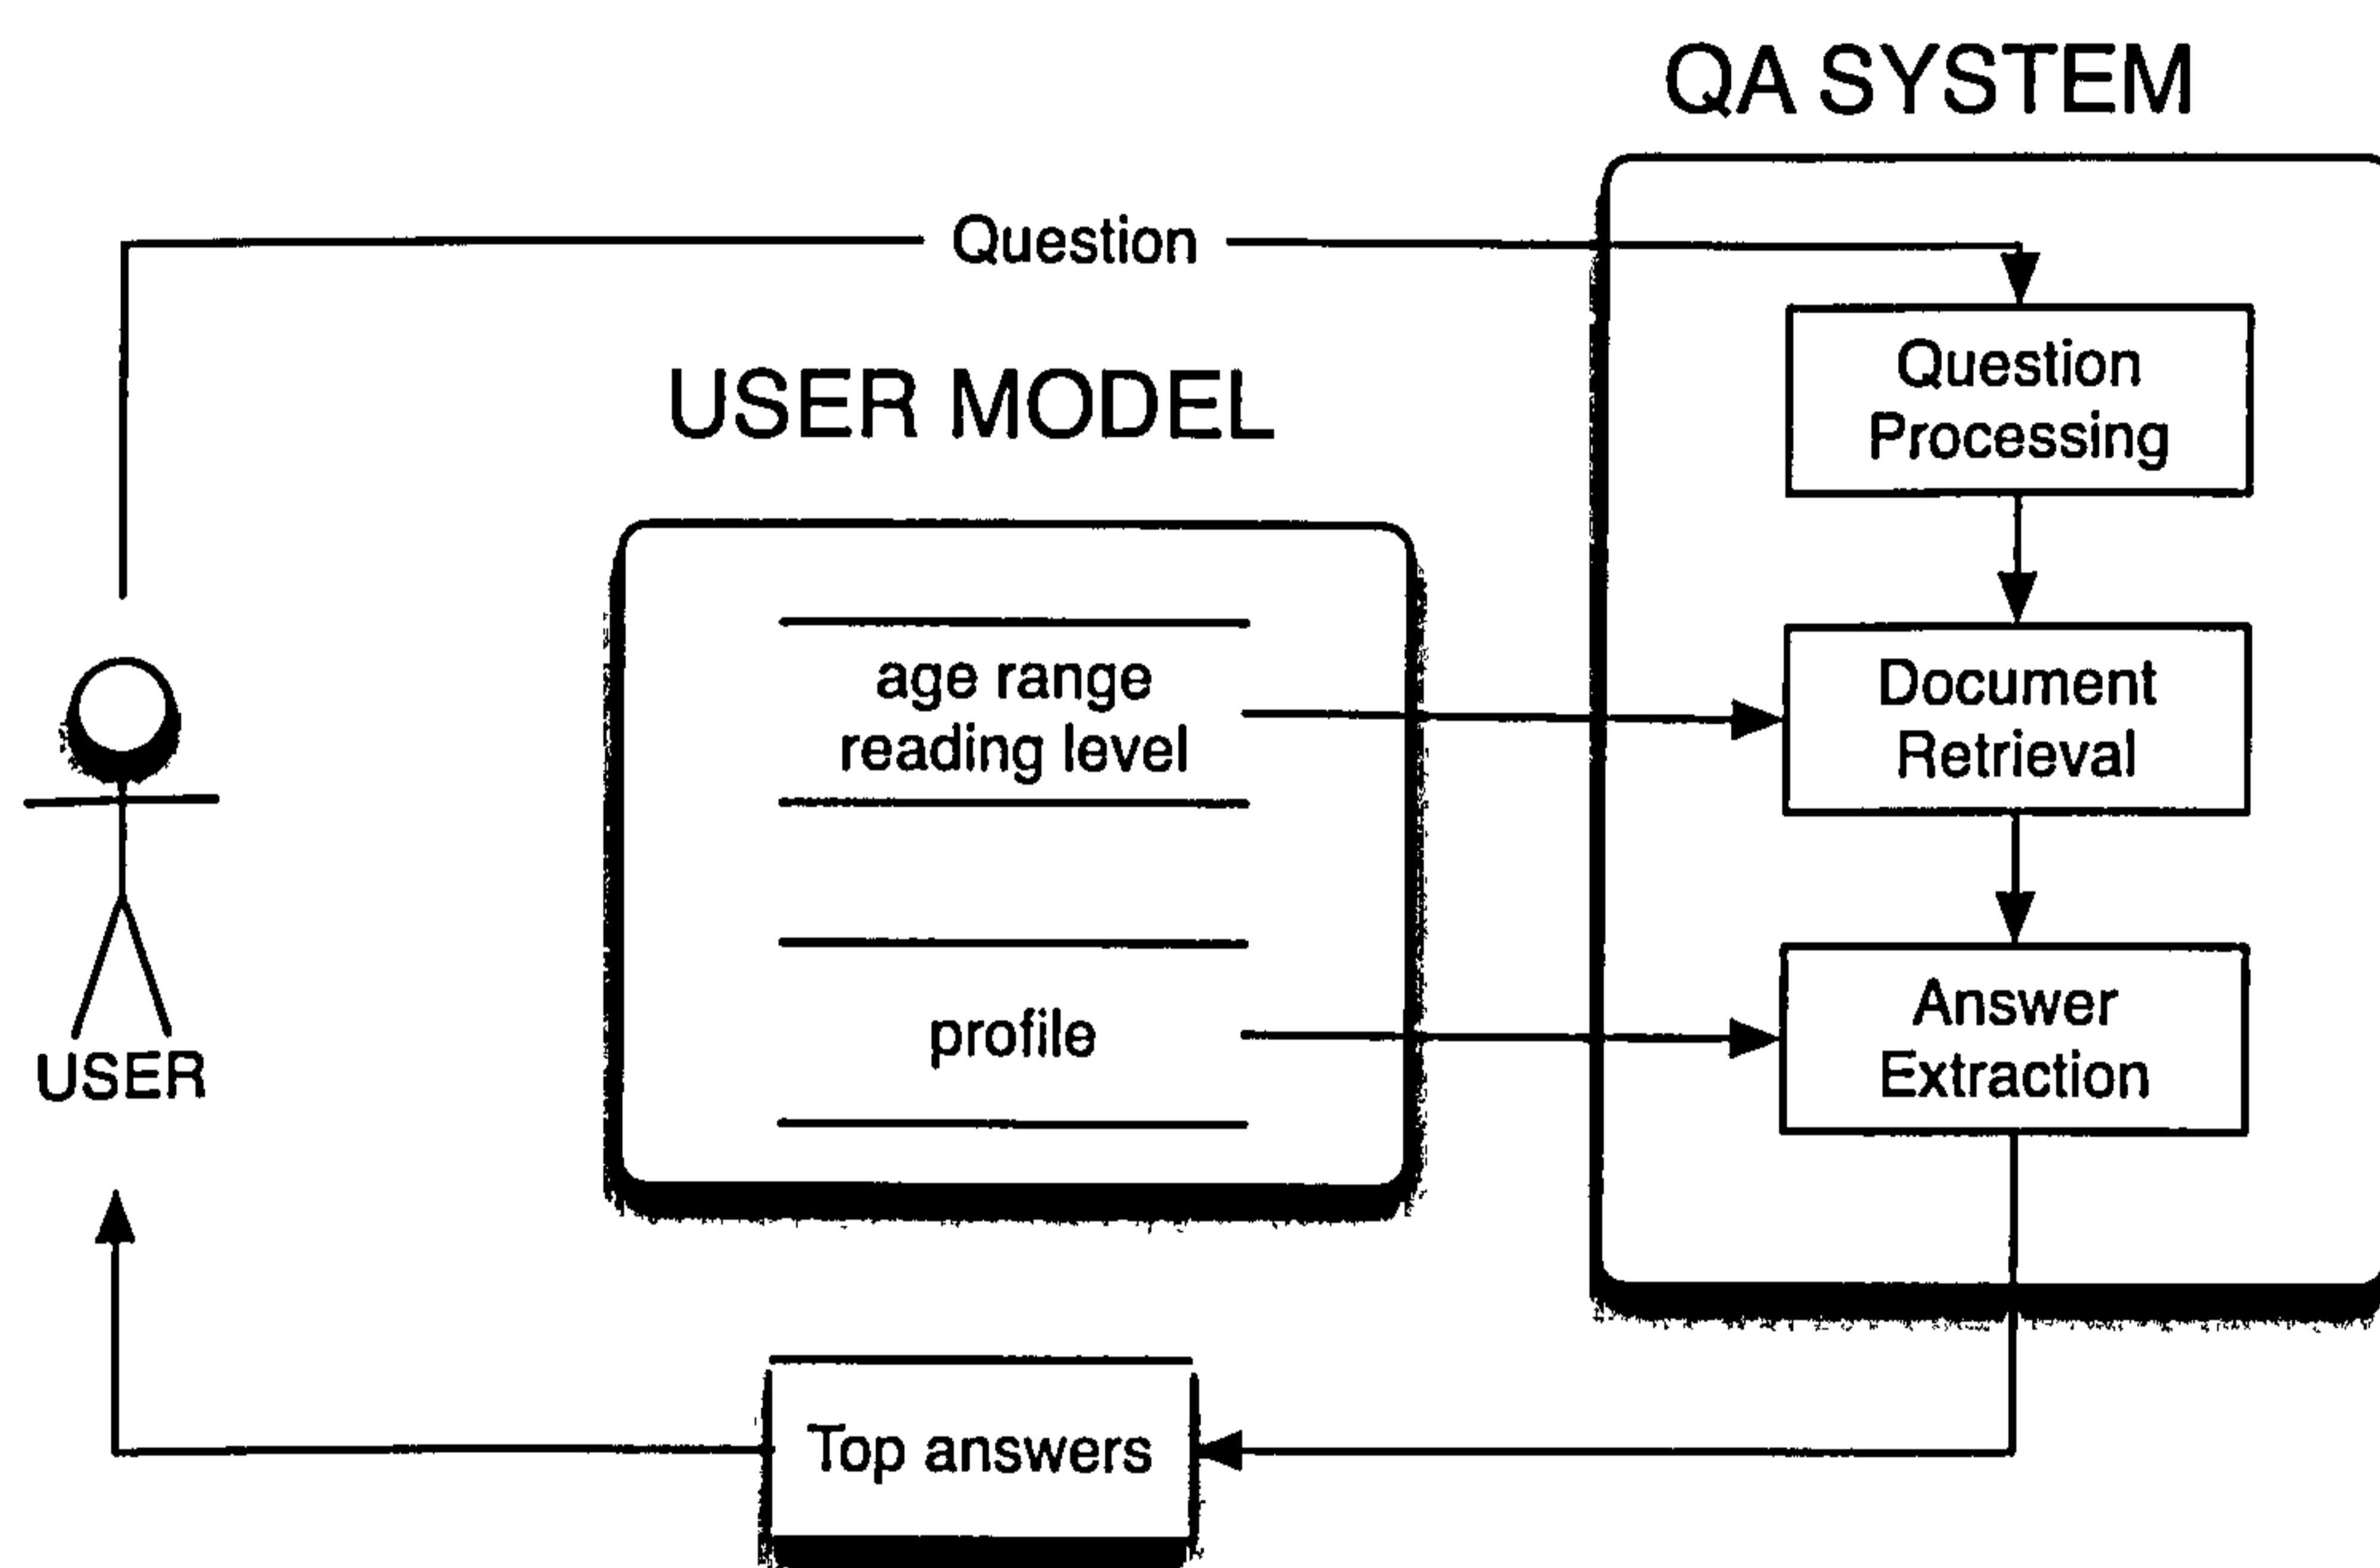 QA SYSTEM
Question
Question
Processing
USER MODEL
age range
reading level
Document
Retrieval
profile
Answer
Extraction
USER
Top answers